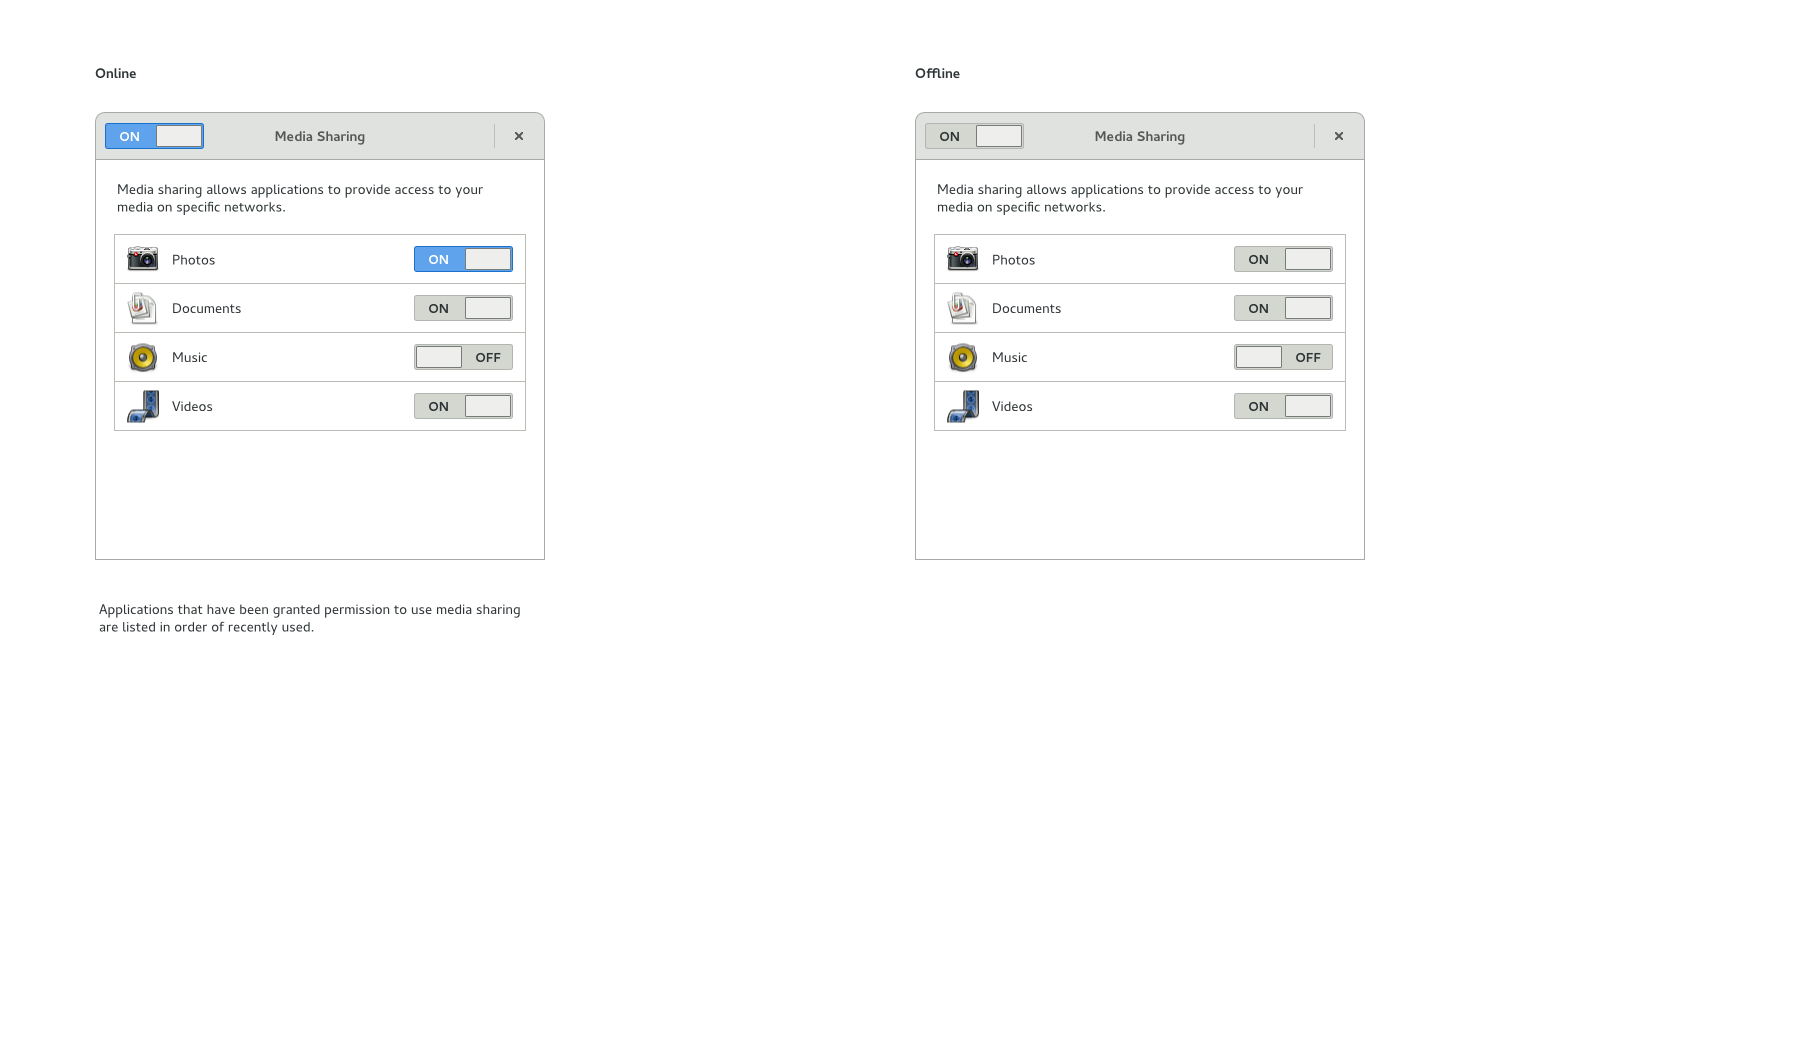 Online
ON Media Sharing ×
Media sharing allows applications to provide access to your
media on specific networks.
Photos ON
Documents ON
Music OFF
Videos ON
Applications that have been granted permission to use media sharing
are listed in order of recently used.
Offline
ON Media Sharing ×
Media sharing allows applications to provide access to your
media on specific networks.
Photos ON
Documents ON
Music OFF
Videos ON